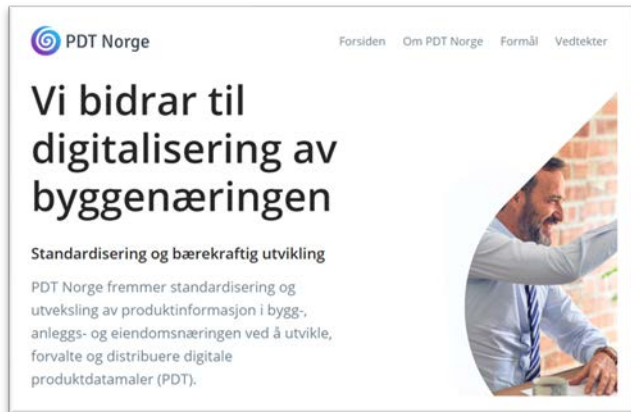 PDT Norge
Forsiden Om PDT Norge Formål Vedtekter
Vi bidrar til
digitalisering av
byggenæringen
Standardisering og bærekraftig utvikling
PDT Norge fremmer standardisering og
utveksling av produktinformasjon i bygg-,
anleggs- og eiendomsnæringen ved å utvikle,
forvalte og distribuere digitale
produktdatamaler (PDT).